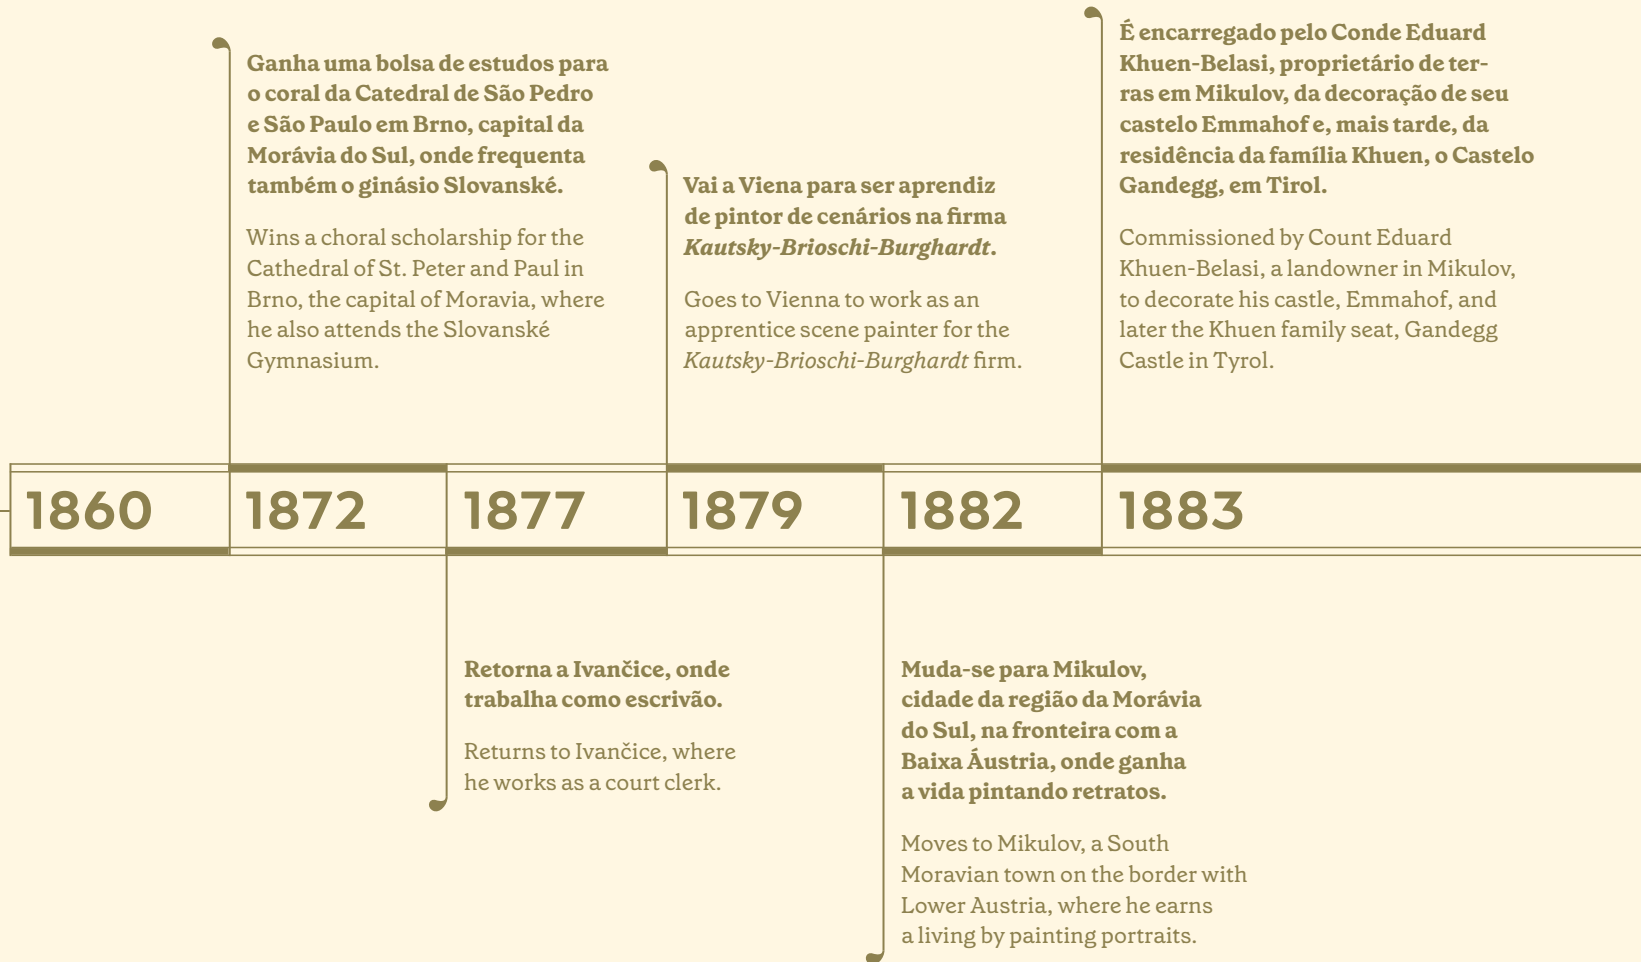 Ganha uma bolsa de estudos para
o coral da Catedral de São Pedro
e São Paulo em Brno, capital da
Morávia do Sul, onde frequenta
também o ginásio Slovanské.
Wins a choral scholarship for the
Cathedral of St. Peter and Paul in
Brno, the capital of Moravia, where
he also attends the Slovanské
Gymnasium.
Vai a Viena para ser aprendiz
de pintor de cenários na firma
Kautsky-Brioschi-Burghardt.
Goes to Vienna to work as an
apprentice scene painter for the
Kautsky-Brioschi-Burghardt firm.
É encarregado pelo Conde Eduard
Khuen-Belasi, proprietário de ter-
ras em Mikulov, da decoração de seu
castelo Emmahof e, mais tarde, da
residência da família Khuen, o Castelo
Gandegg, em Tirol.
Commissioned by Count Eduard
Khuen-Belasi, a landowner in Mikulov,
to decorate his castle, Emmahof, and
later the Khuen family seat, Gandegg
Castle in Tyrol.
1860 1872 1877 1879 1882 1883
Retorna a Ivančice, onde
trabalha como escrivão.
Returns to Ivančice, where
he works as a court clerk.
Muda-se para Mikulov,
cidade da região da Morávia
do Sul, na fronteira com a
Baixa Áustria, onde ganha
a vida pintando retratos.
Moves to Mikulov, a South
Moravian town on the border with
Lower Austria, where he earns
a living by painting portraits.